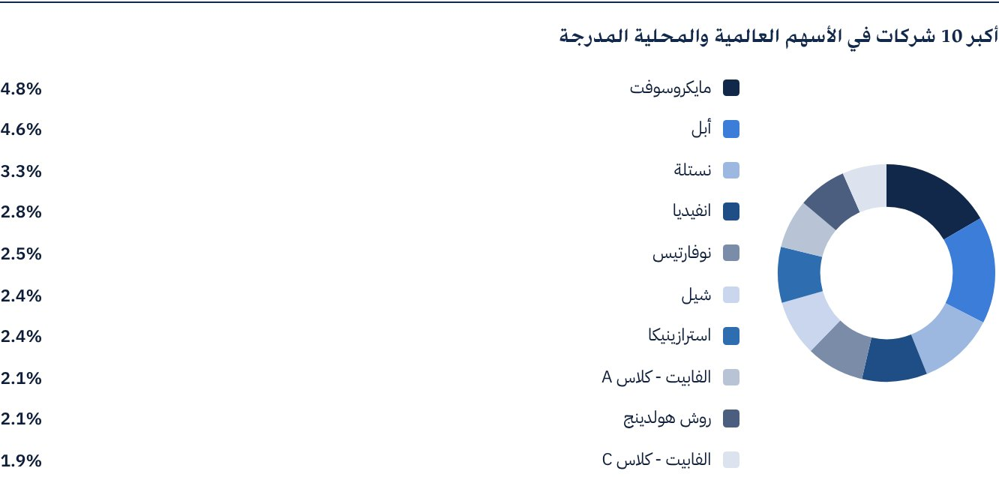 أكبر 10 شركات في الأسهم العالمية والمحلية المدرجة
مايكروسوفت 4.8%
أبل 4.6%
نستلة 3.3%
انفيديا 2.8%
نوفارتيس 2.5%
شيل 2.4%
استرازينيكا 2.4%
الفابيت - كلاس A 2.1%
روش هولدينج 2.1%
الفابيت - كلاس C 1.9%